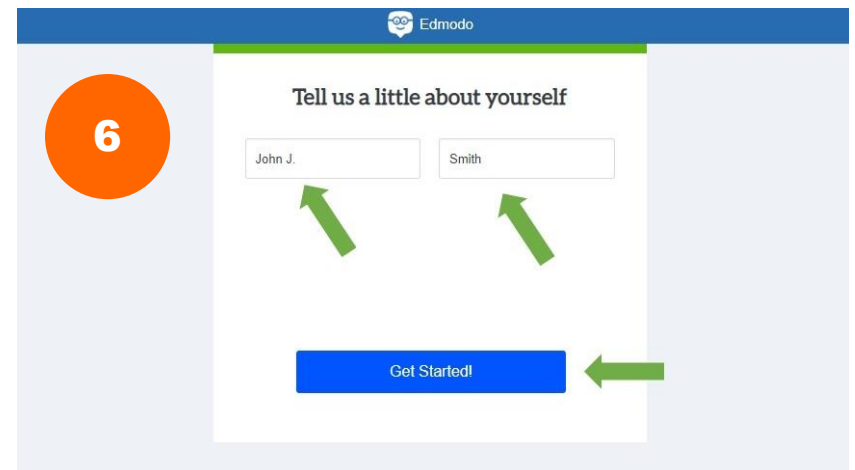 Edmodo
6
Tell us a little about yourself
John J. Smith
Get Started!